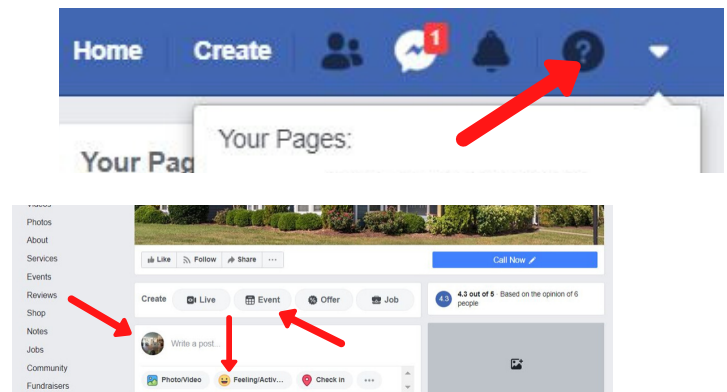 Home Create 1 ?
Your Pages:
Your Pag
Videos
Photos
About
Services
Events
Reviews
Shop
Notes
Jobs
Community
Fundraisers
Like Follow Share ...
Call Now
Create Live Event Offer Job
4.3 4.3 out of 5 · Based on the opinion of 6
people
Write a post...
Photo/Video Feeling/Activ... Check in ...